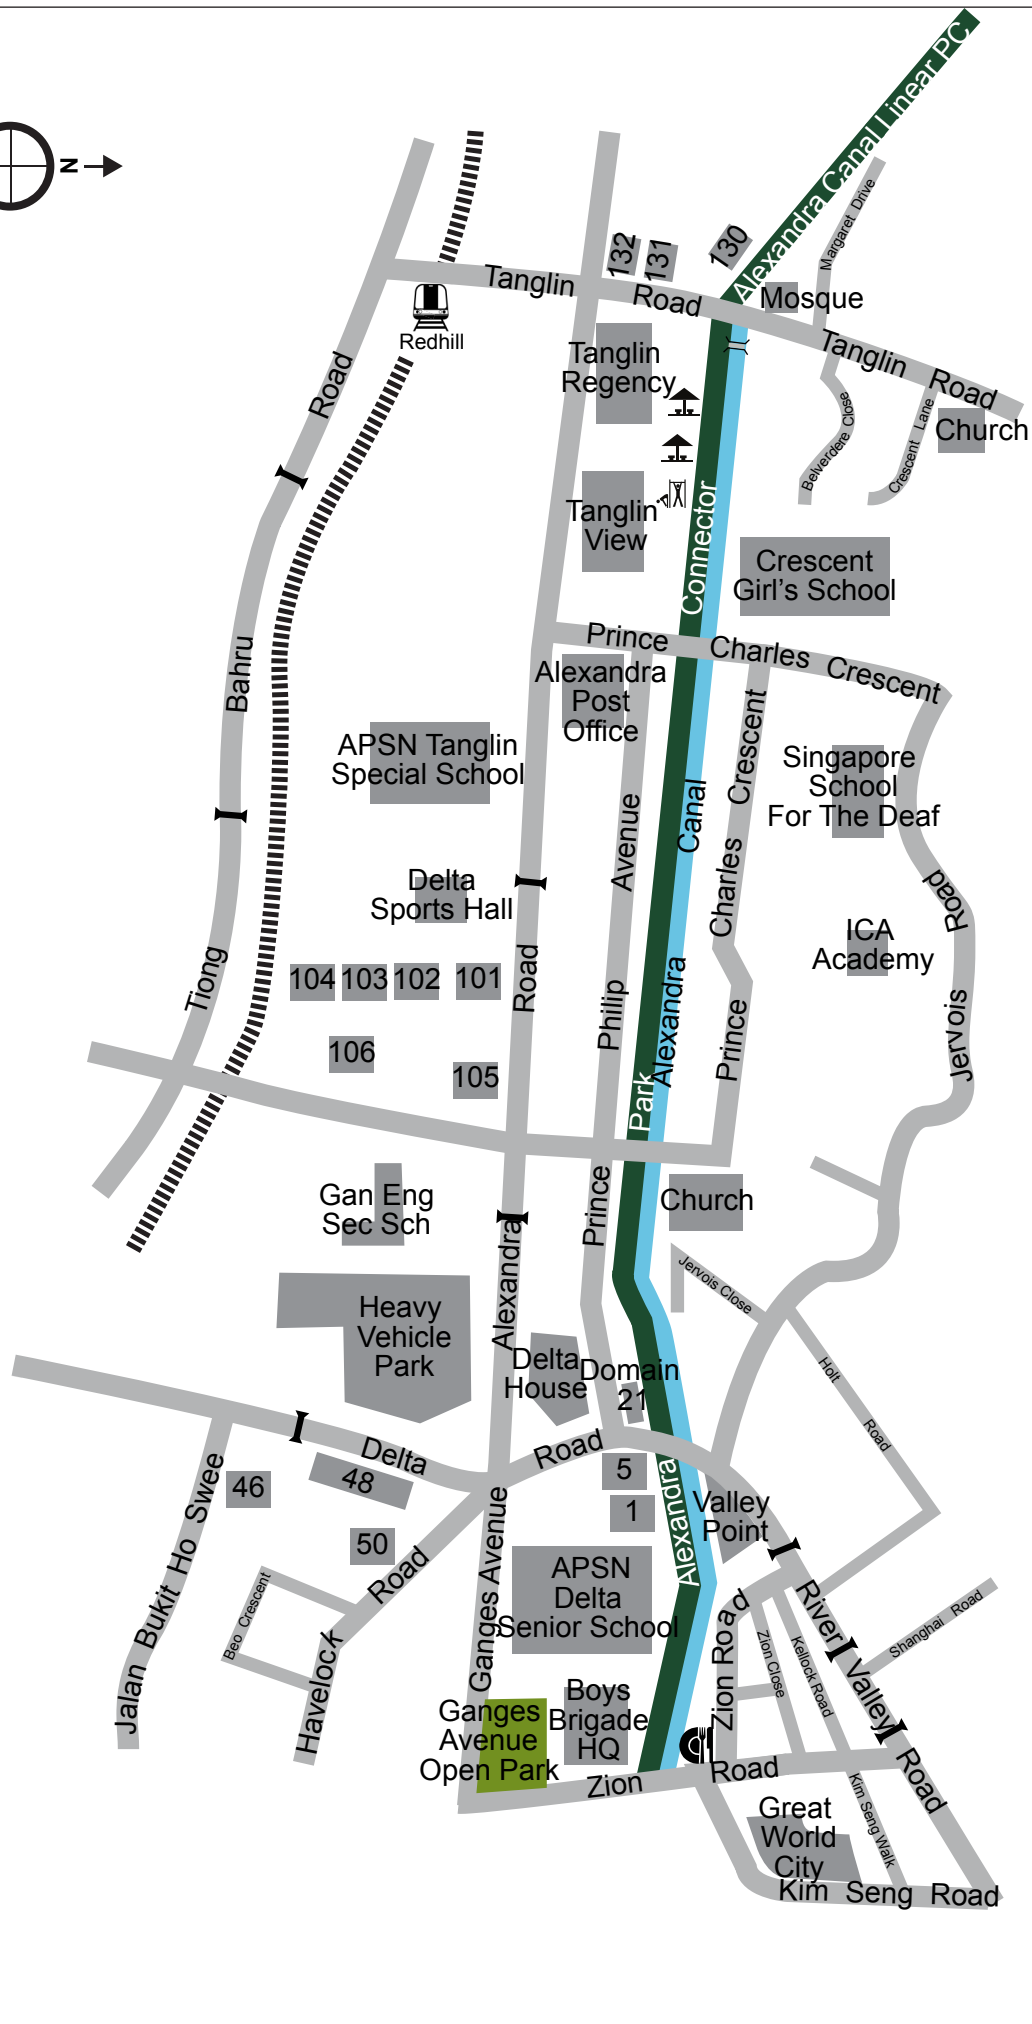 Alexandra Canal Linear PC
N
Margaret Drive
132
131
130
Mosque
Tanglin Road
Redhill
Tanglin Road
Tanglin
Regency
Belverdere Close
Crescent Lane
Church
Tanglin
View
Connector
Crescent
Girl's School
Prince Charles Crescent
Alexandra
Post
Office
Tiong Bahru Road
APSN Tanglin
Special School
Singapore
School
For The Deaf
Prince Charles Crescent
Prince Philip Avenue
Alexandra Canal
Delta
Sports Hall
ICA
Academy
Jervois Road
104
103
102
101
106
105
Alexandra Road
Park
Gan Eng
Sec Sch
Church
Jervois Close
Heavy
Vehicle
Park
Delta
House
Domain
21
Holt Road
Delta Road
46
48
50
5
1
Alexandra
Valley
Point
Jalan Bukit Ho Swee
Beo Crescent
Havelock Road
Ganges Avenue
APSN
Delta
Senior School
Zion Road
Zion Close
Kellock Road
River Valley Road
Shanghai Road
Ganges
Avenue
Open Park
Boys
Brigade
HQ
Zion Road
Kim Seng Walk
Great
World
City
Kim Seng Road